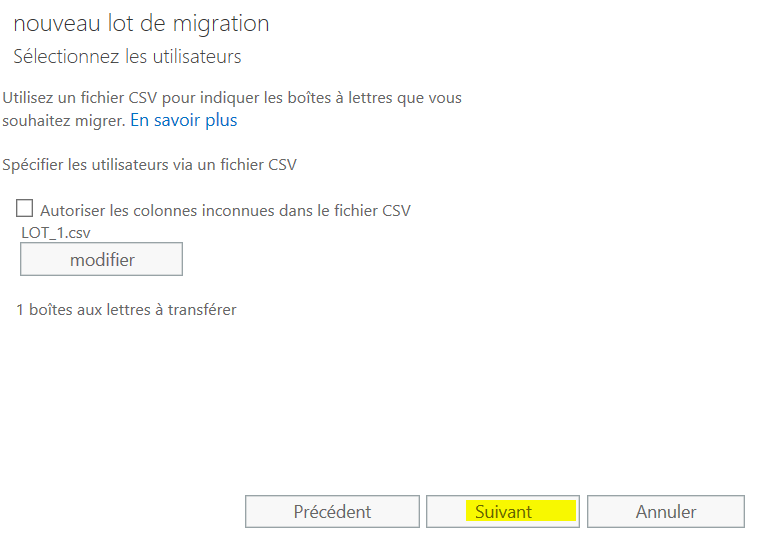 nouveau lot de migration
Sélectionnez les utilisateurs
Utilisez un fichier CSV pour indiquer les boîtes à lettres que vous
souhaitez migrer. En savoir plus
Spécifier les utilisateurs via un fichier CSV
Autoriser les colonnes inconnues dans le fichier CSV
LOT_1.csv
modifier
1 boîtes aux lettres à transférer
Précédent Suivant Annuler